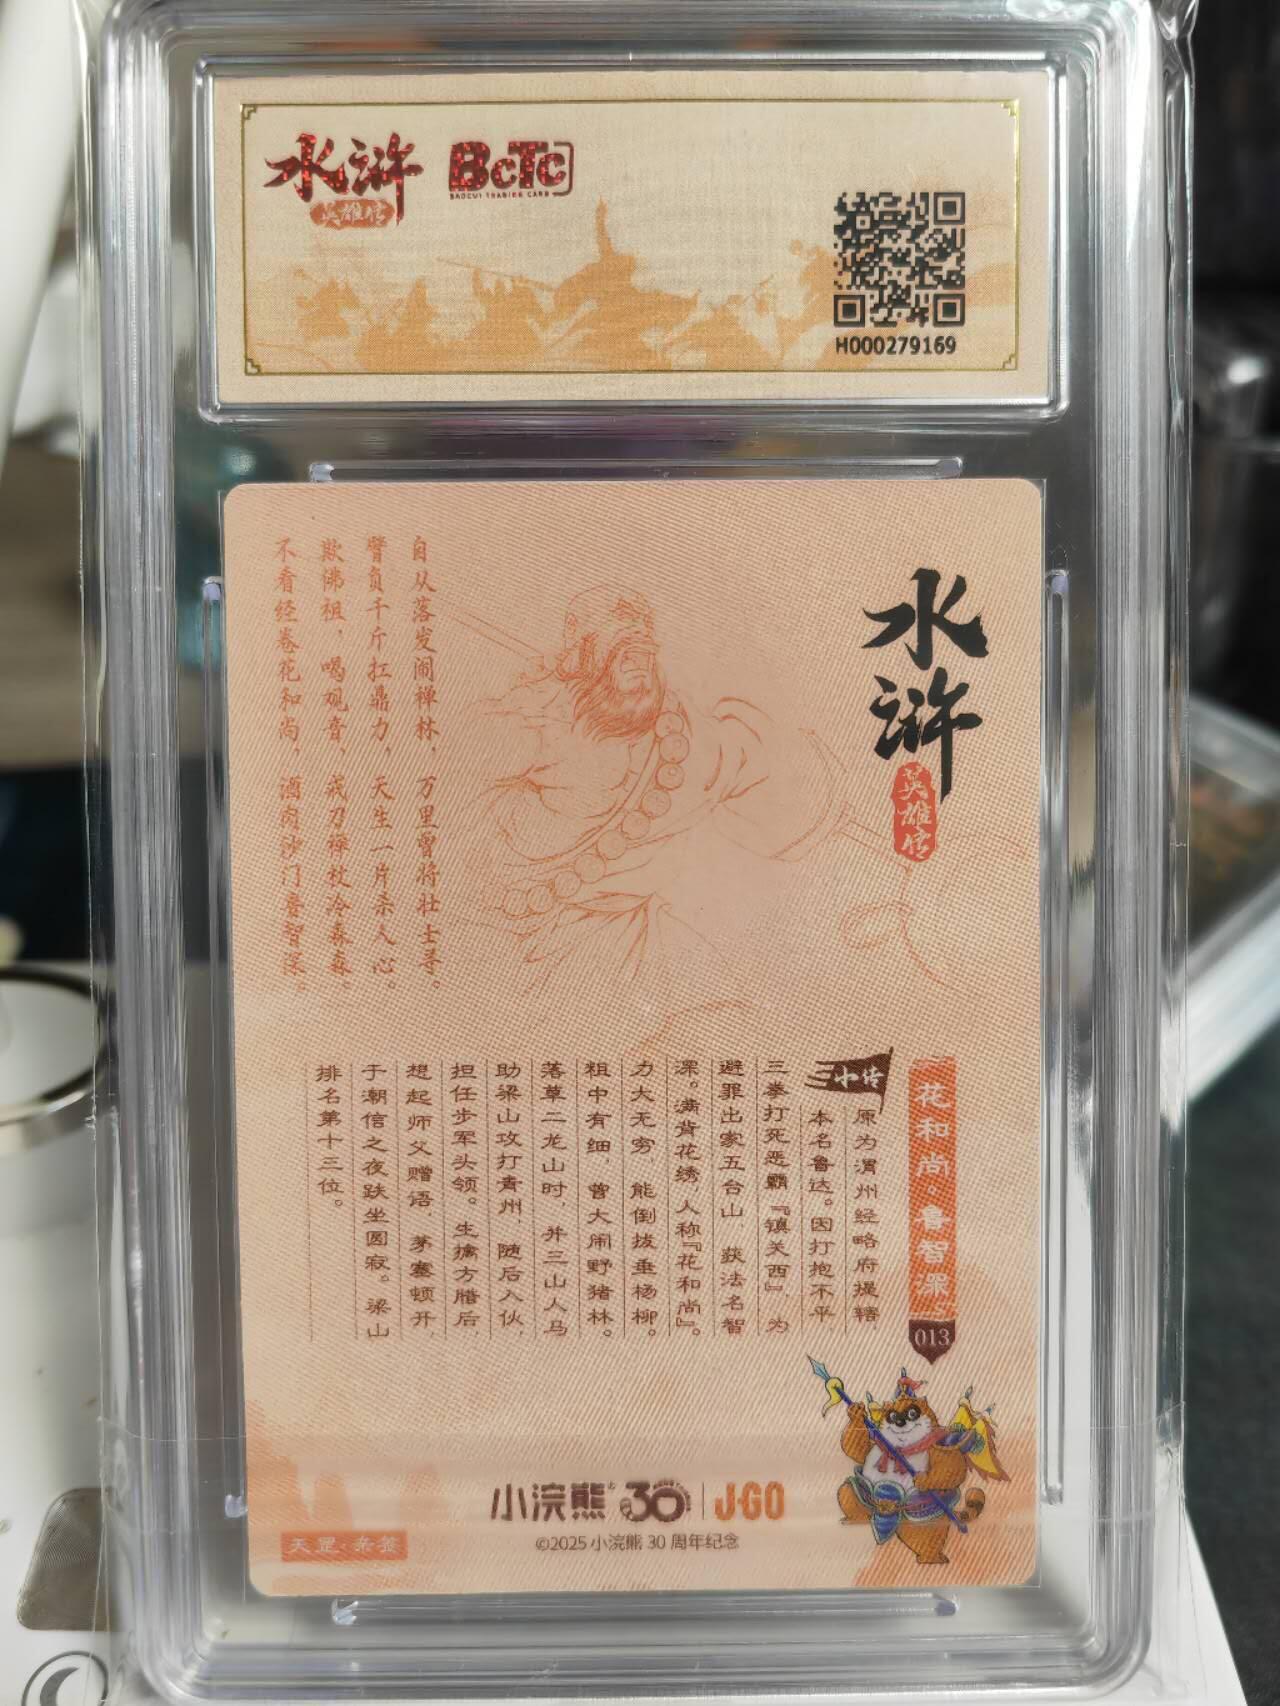 水浒
英雄传
BCTC
BAOCUI TRADING CARD
H000279169
水浒
英雄传
自从落发闹禅林，万里曾将壮士寻。
臂负千斤扛鼎力，天生一片杀人心。
欺佛祖，喝观音，戒刀禅杖冷森森。
不看经卷花和尚，酒肉沙门鲁智深。
花和尚·鲁智深
013
小传
原为渭州经略府提辖，
本名鲁达。因打抱不平，
三拳打死恶霸『镇关西』，为
避罪出家五台山，获法名智
深。满背花绣，人称『花和尚』。
力大无穷，能倒拔垂杨柳。
粗中有细，曾大闹野猪林。
落草二龙山时，并三山人马
助梁山攻打青州，随后入伙，
担任步军头领。生擒方腊后，
想起师父赠语，茅塞顿开，
于潮信之夜趺坐圆寂。梁山
排名第十三位。
小浣熊 30 J·GO
©2025 小浣熊 30 周年纪念
天罡·亲签